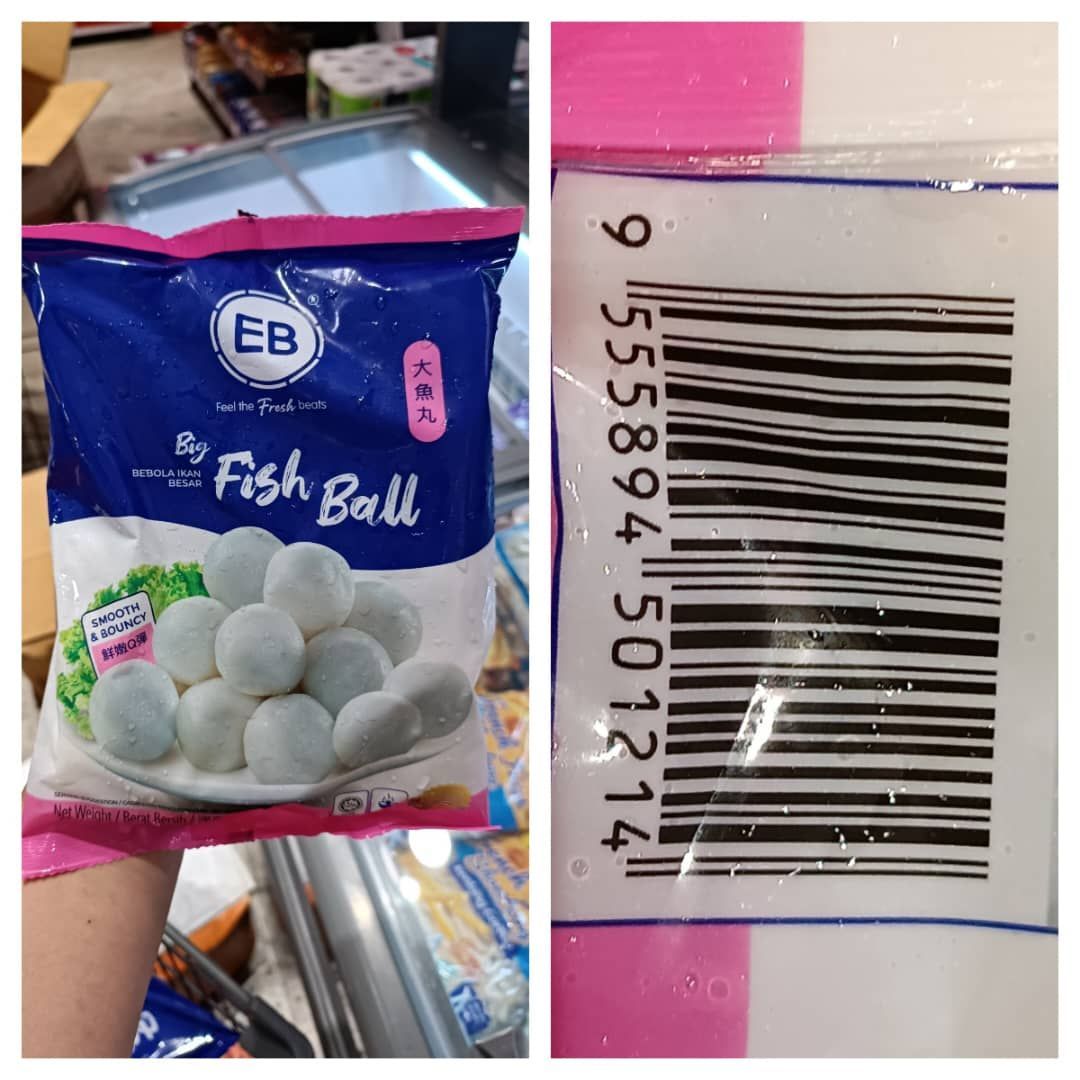 EB
®
Feel the Fresh beats
大魚丸
Big
BEBOLA IKAN
BESAR
Fish Ball
SMOOTH
& BOUNCY
鮮嫩Q彈
Net Weight / Berat Bersih /
9 555894 501214